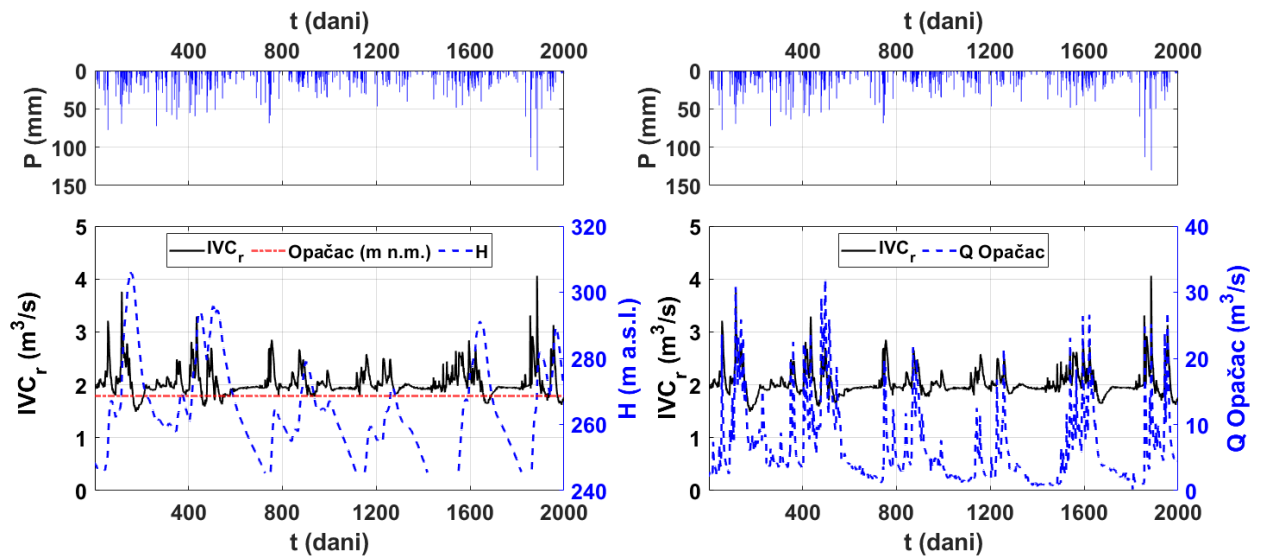 t (dani)
400 800 1200 1600 2000
0
50
100
150
P (mm)
5
4
3
2
1
0
IVC_r (m^3/s)
IVC_r Opačac (m n.m.) H
320
300
280
260
240
H (m a.s.l.)
400 800 1200 1600 2000
t (dani)
t (dani)
400 800 1200 1600 2000
0
50
100
150
P (mm)
5
4
3
2
1
0
IVC_r (m^3/s)
IVC_r Q Opačac
40
30
20
10
0
Q Opačac (m^3/s)
400 800 1200 1600 2000
t (dani)